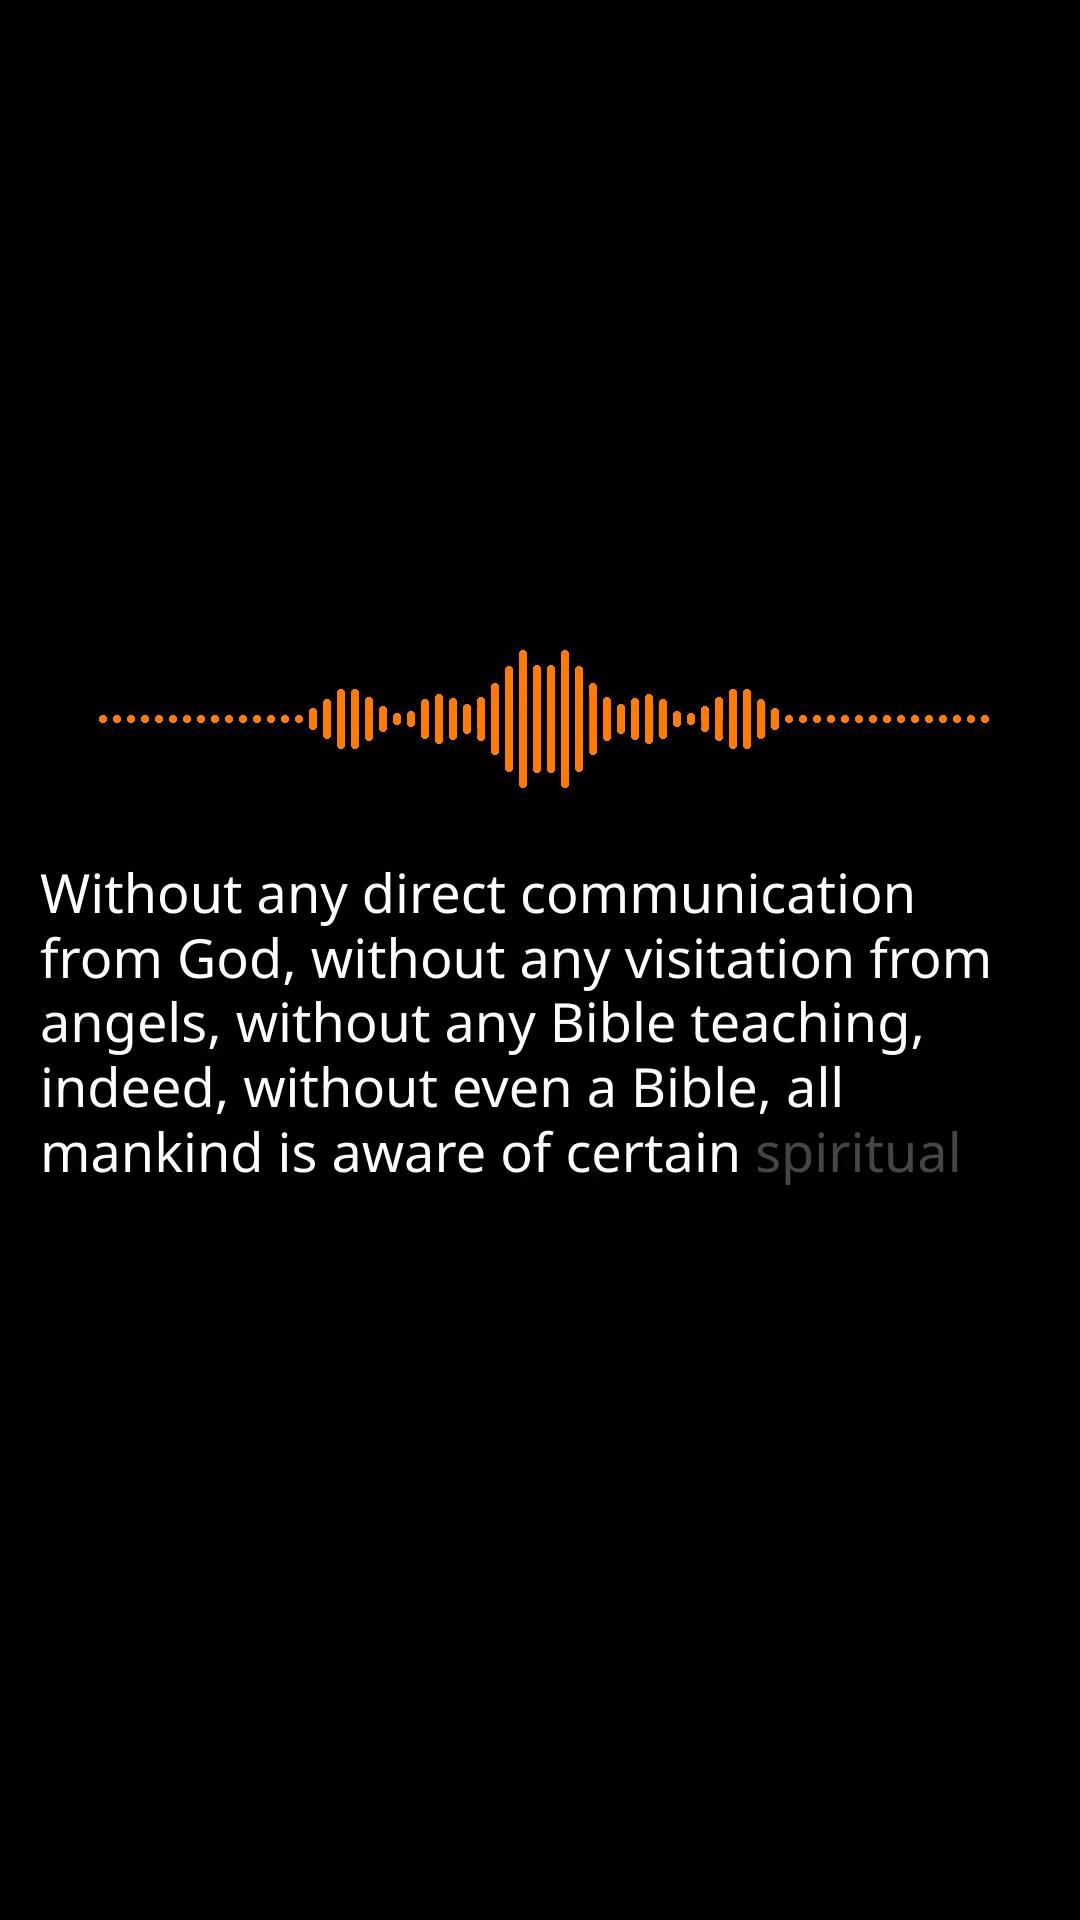 Without any direct communication
from God, without any visitation from
angels, without any Bible teaching,
indeed, without even a Bible, all
mankind is aware of certain spiritual